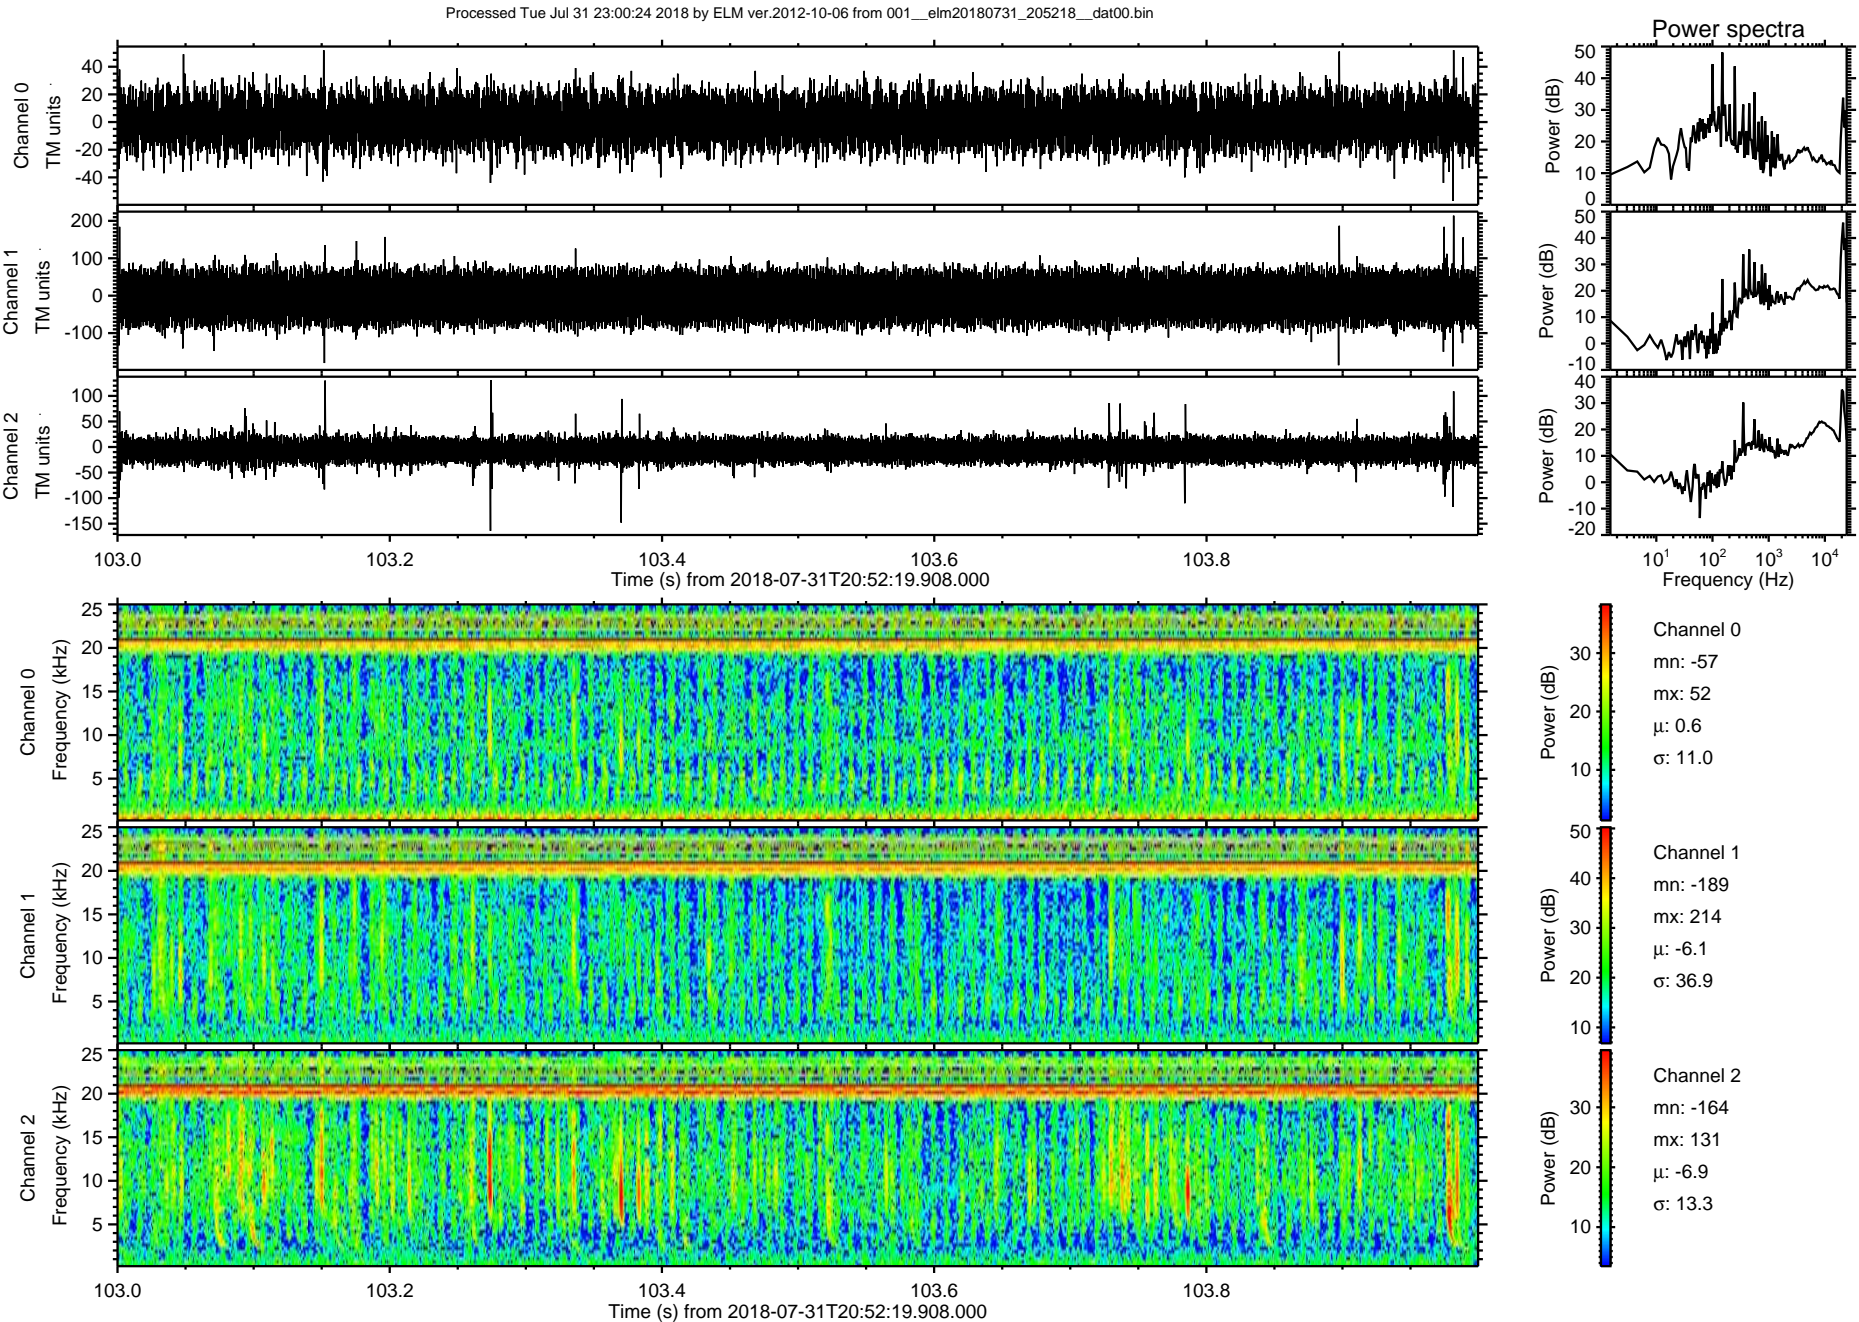 Processed Tue Jul 31 23:00:24 2018 by ELM ver.2012-10-06 from 001__elm20180731_205218__dat00.bin
Power spectra
Channel 0
TM units
40
20
0
-20
-40
Power (dB)
50
40
30
20
10
0
Channel 1
TM units
200
100
0
-100
Power (dB)
50
40
30
20
10
0
-10
Channel 2
TM units
100
50
0
-50
-100
-150
Power (dB)
40
30
20
10
0
-10
-20
103.0 103.2 103.4 103.6 103.8
Time (s) from 2018-07-31T20:52:19.908.000
10¹ 10² 10³ 10⁴
Frequency (Hz)
Channel 0
Frequency (kHz)
25
20
15
10
5
Power (dB)
30
20
10
Channel 0
mn: -57
mx: 52
μ: 0.6
σ: 11.0
Channel 1
Frequency (kHz)
25
20
15
10
5
Power (dB)
50
40
30
20
10
Channel 1
mn: -189
mx: 214
μ: -6.1
σ: 36.9
Channel 2
Frequency (kHz)
25
20
15
10
5
Power (dB)
30
20
10
Channel 2
mn: -164
mx: 131
μ: -6.9
σ: 13.3
103.0 103.2 103.4 103.6 103.8
Time (s) from 2018-07-31T20:52:19.908.000